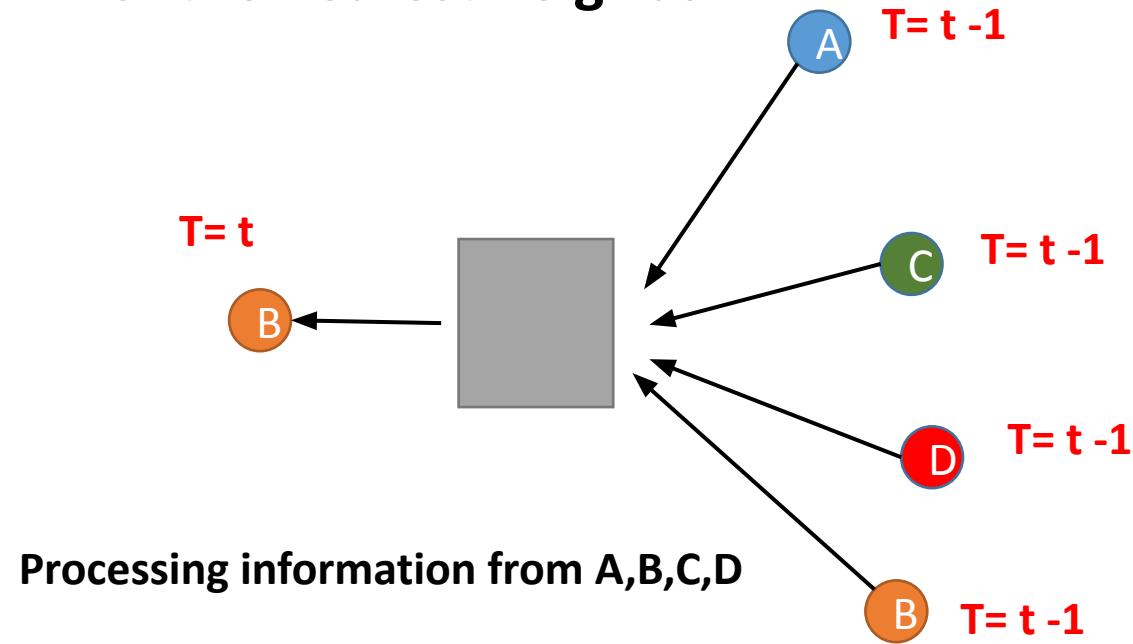 A
T= t -1
T= t
C
T= t -1
B
D
T= t -1
Processing information from A,B,C,D
B
T= t -1